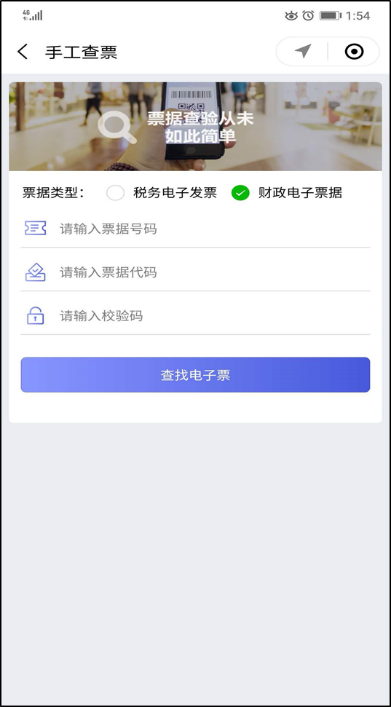 4G 1:54
手工查票
票据查验从未
如此简单
票据类型： 税务电子发票 财政电子票据
请输入票据号码
请输入票据代码
请输入校验码
查找电子票